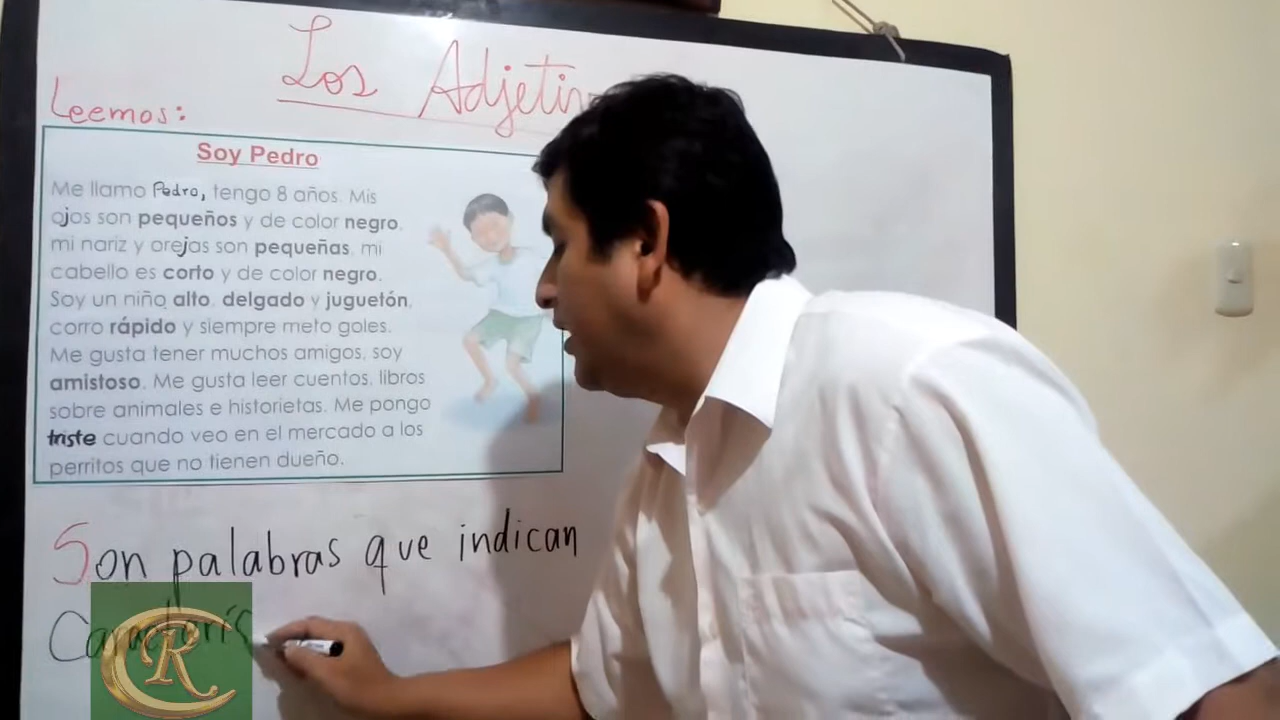 Los Adjetiv
Leemos:
Soy Pedro
Me llamo Pedro, tengo 8 años. Mis
ojos son pequeños y de color negro,
mi nariz y orejas son pequeñas, mi
cabello es corto y de color negro.
Soy un niño alto, delgado y juguetón,
corro rápido y siempre meto goles.
Me gusta tener muchos amigos, soy
amistoso. Me gusta leer cuentos, libros
sobre animales e historietas. Me pongo
triste cuando veo en el mercado a los
perritos que no tienen dueño.
Son palabras que indican
Caracterís
CR